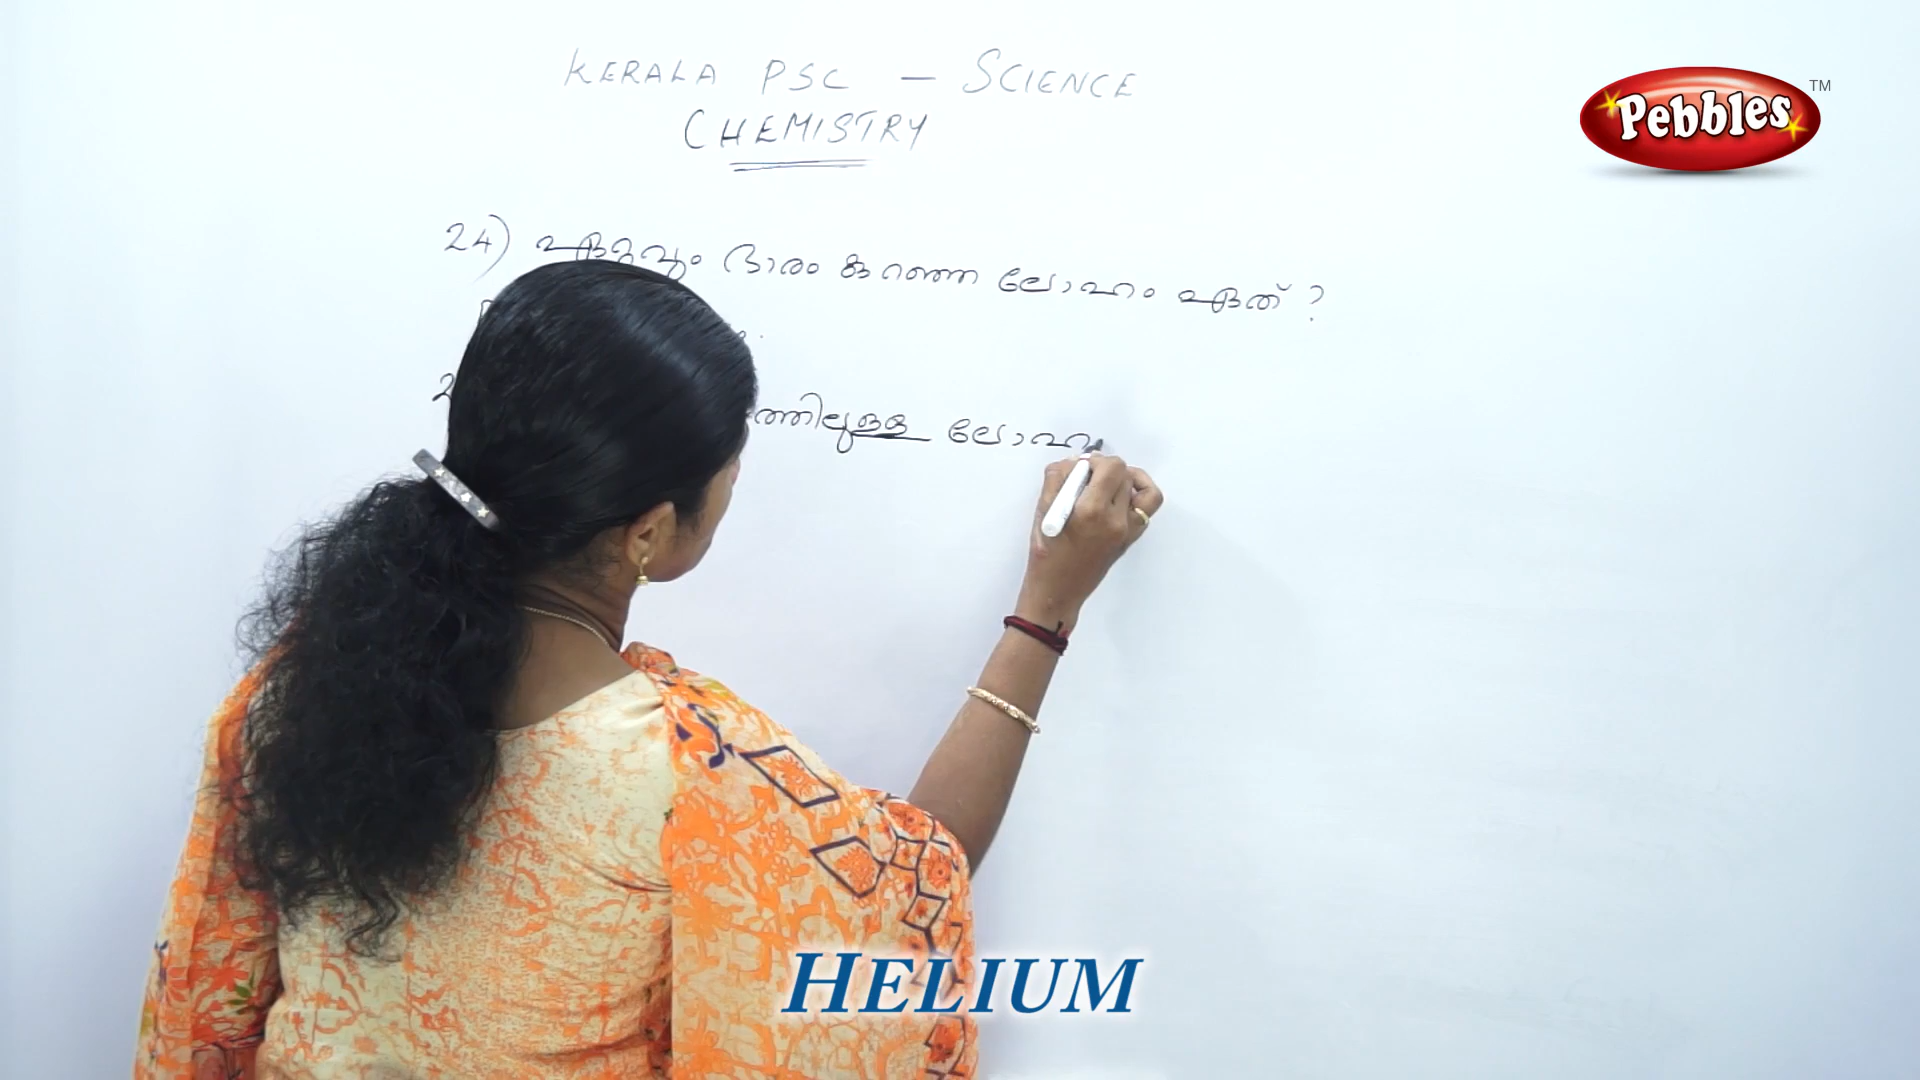 KERALA PSC — SCIENCE
CHEMISTRY
Pebbles TM
24) ഏറ്റവും ഭാരം കുറഞ്ഞ ലോഹം ഏത് ?
ലോഹ
HELIUM